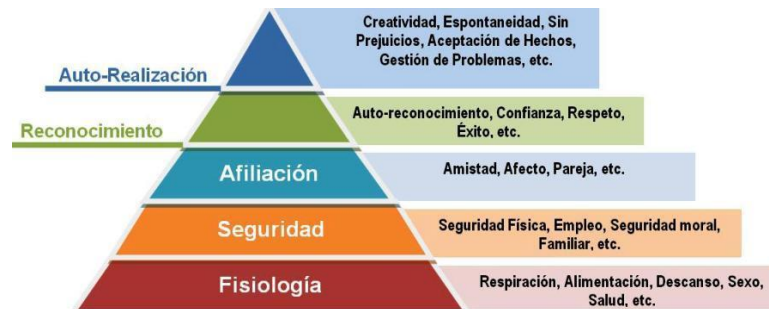 Creatividad, Espontaneidad, Sin
Prejuicios, Aceptación de Hechos,
Gestión de Problemas, etc.
Auto-Realización
Auto-reconocimiento, Confianza, Respeto,
Éxito, etc.
Reconocimiento
Afiliación
Amistad, Afecto, Pareja, etc.
Seguridad
Seguridad Física, Empleo, Seguridad moral,
Familiar, etc.
Fisiología
Respiración, Alimentación, Descanso, Sexo,
Salud, etc.